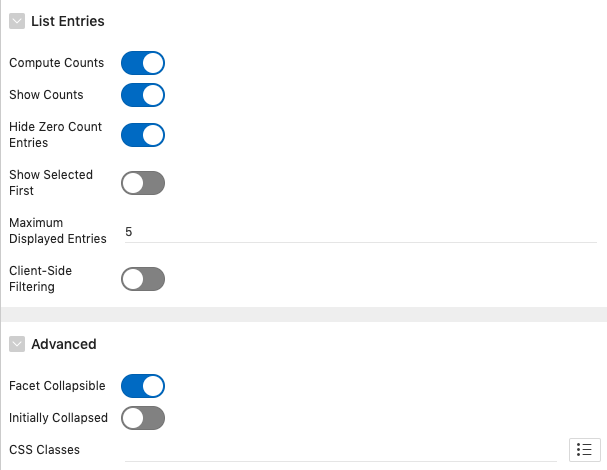 List Entries
Compute Counts
Show Counts
Hide Zero Count
Entries
Show Selected
First
Maximum
Displayed Entries
5
Client-Side
Filtering
Advanced
Facet Collapsible
Initially Collapsed
CSS Classes